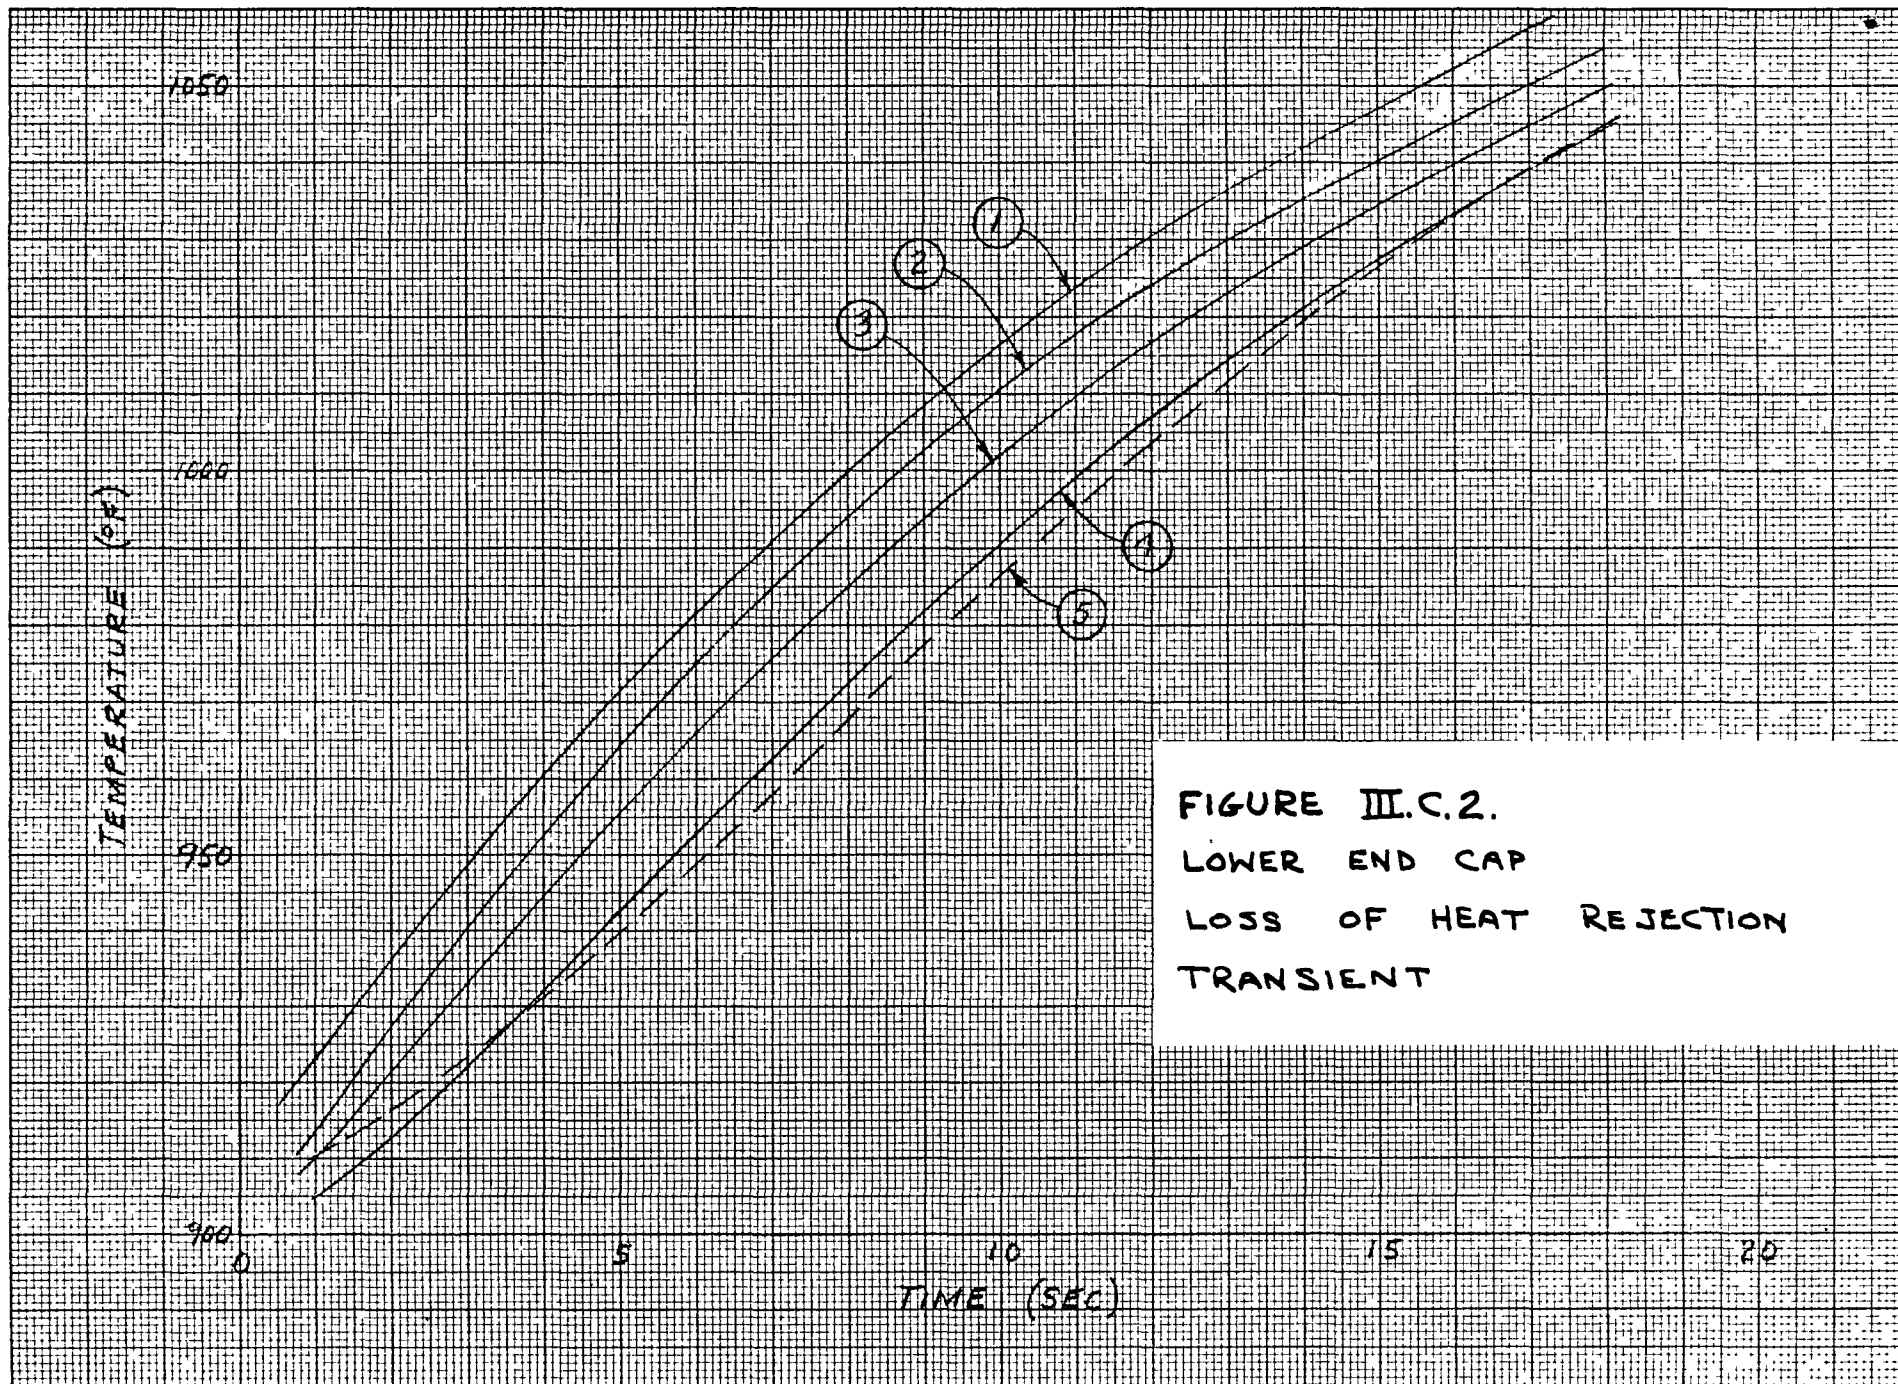 1050
1000
950
900
TEMPERATURE (°F)
1
2
3
4
5
0
5
10
15
20
TIME (SEC)
FIGURE III.C.2.
LOWER END CAP
LOSS OF HEAT REJECTION
TRANSIENT